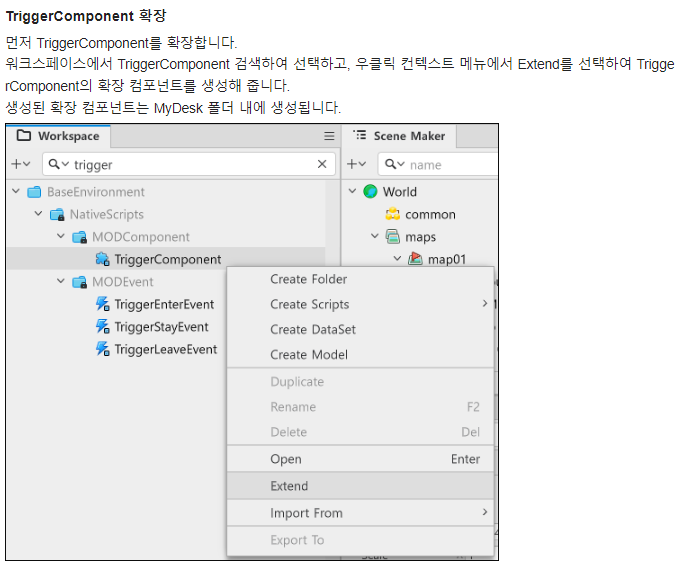 TriggerComponent 확장
먼저 TriggerComponent를 확장합니다.
워크스페이스에서 TriggerComponent 검색하여 선택하고, 우클릭 컨텍스트 메뉴에서 Extend를 선택하여 Trigge
rComponent의 확장 컴포넌트를 생성해 줍니다.
생성된 확장 컴포넌트는 MyDesk 폴더 내에 생성됩니다.
Workspace
Scene Maker
trigger
name
BaseEnvironment
World
NativeScripts
common
MODComponent
maps
TriggerComponent
map01
MODEvent
TriggerEnterEvent
TriggerStayEvent
TriggerLeaveEvent
Create Folder
Create Scripts
Create DataSet
Create Model
Duplicate
Rename F2
Delete Del
Open Enter
Extend
Import From
Export To